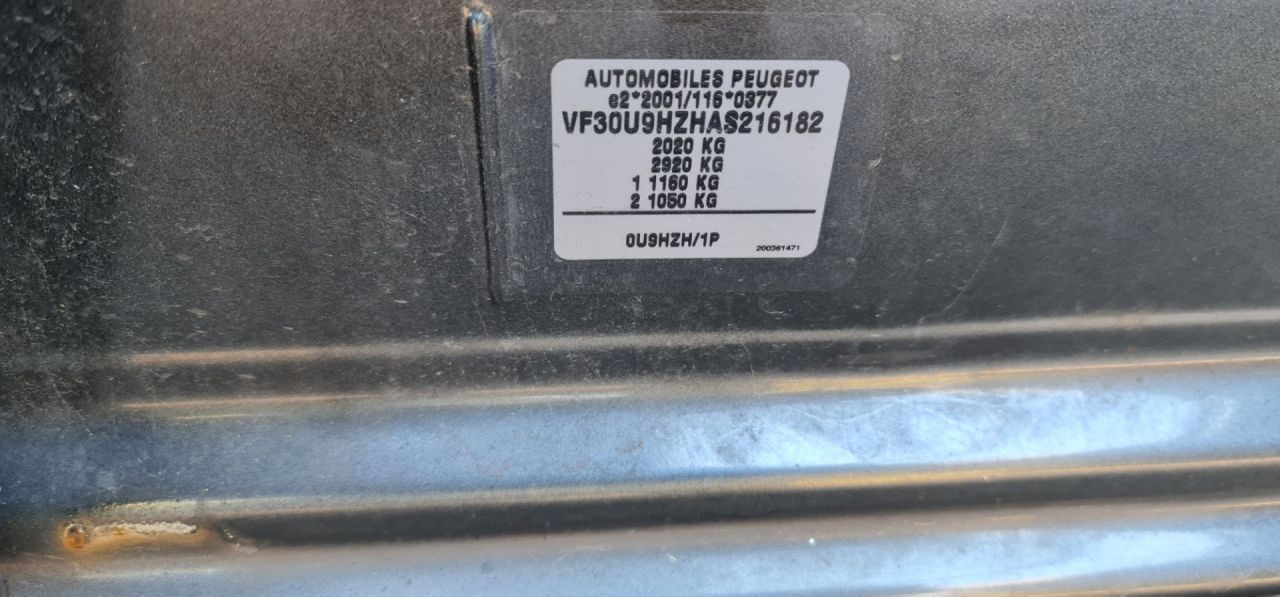 AUTOMOBILES PEUGEOT
e2*2001/116*0377
VF30U9HZHAS216182
2020 KG
2920 KG
1 1160 KG
2 1050 KG
0U9HZH/1P
200361471